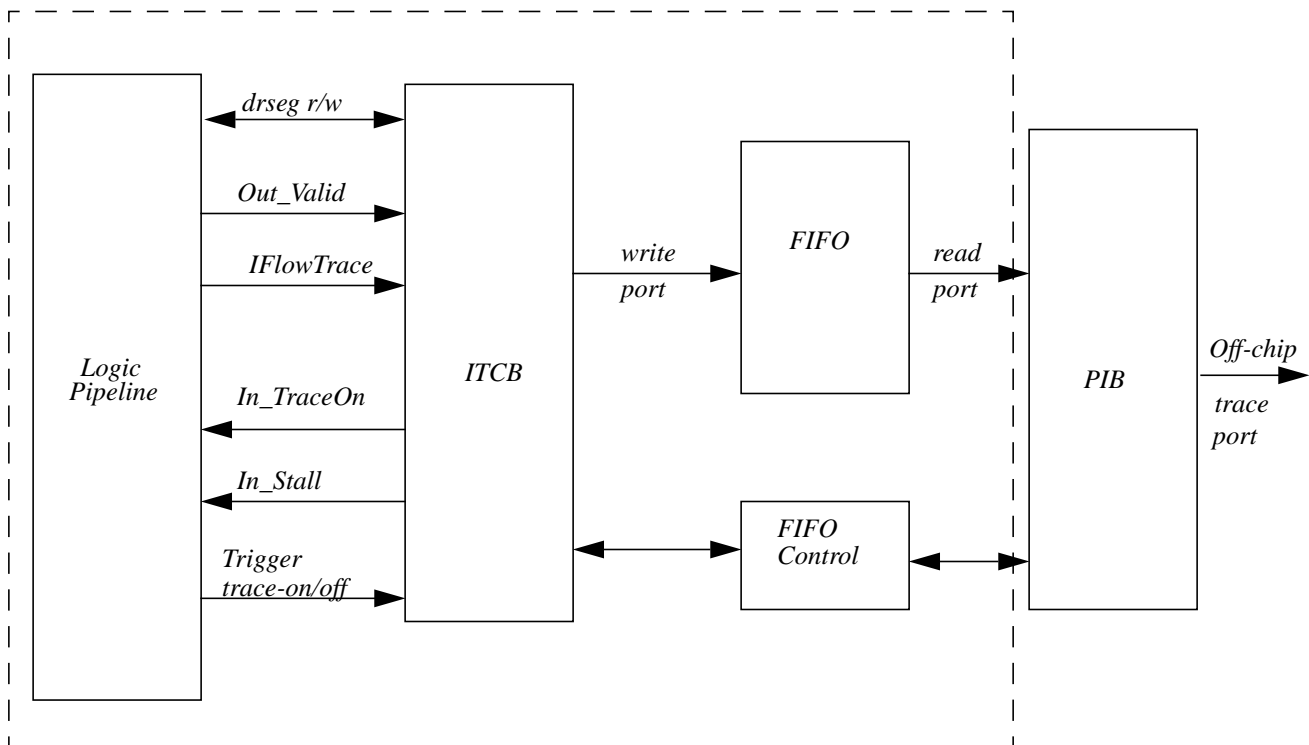 drseg r/w
Out_Valid
IFlowTrace
Logic
Pipeline
In_TraceOn
In_Stall
Trigger
trace-on/off
ITCB
write
port
FIFO
read
port
FIFO
Control
PIB
Off-chip
trace
port